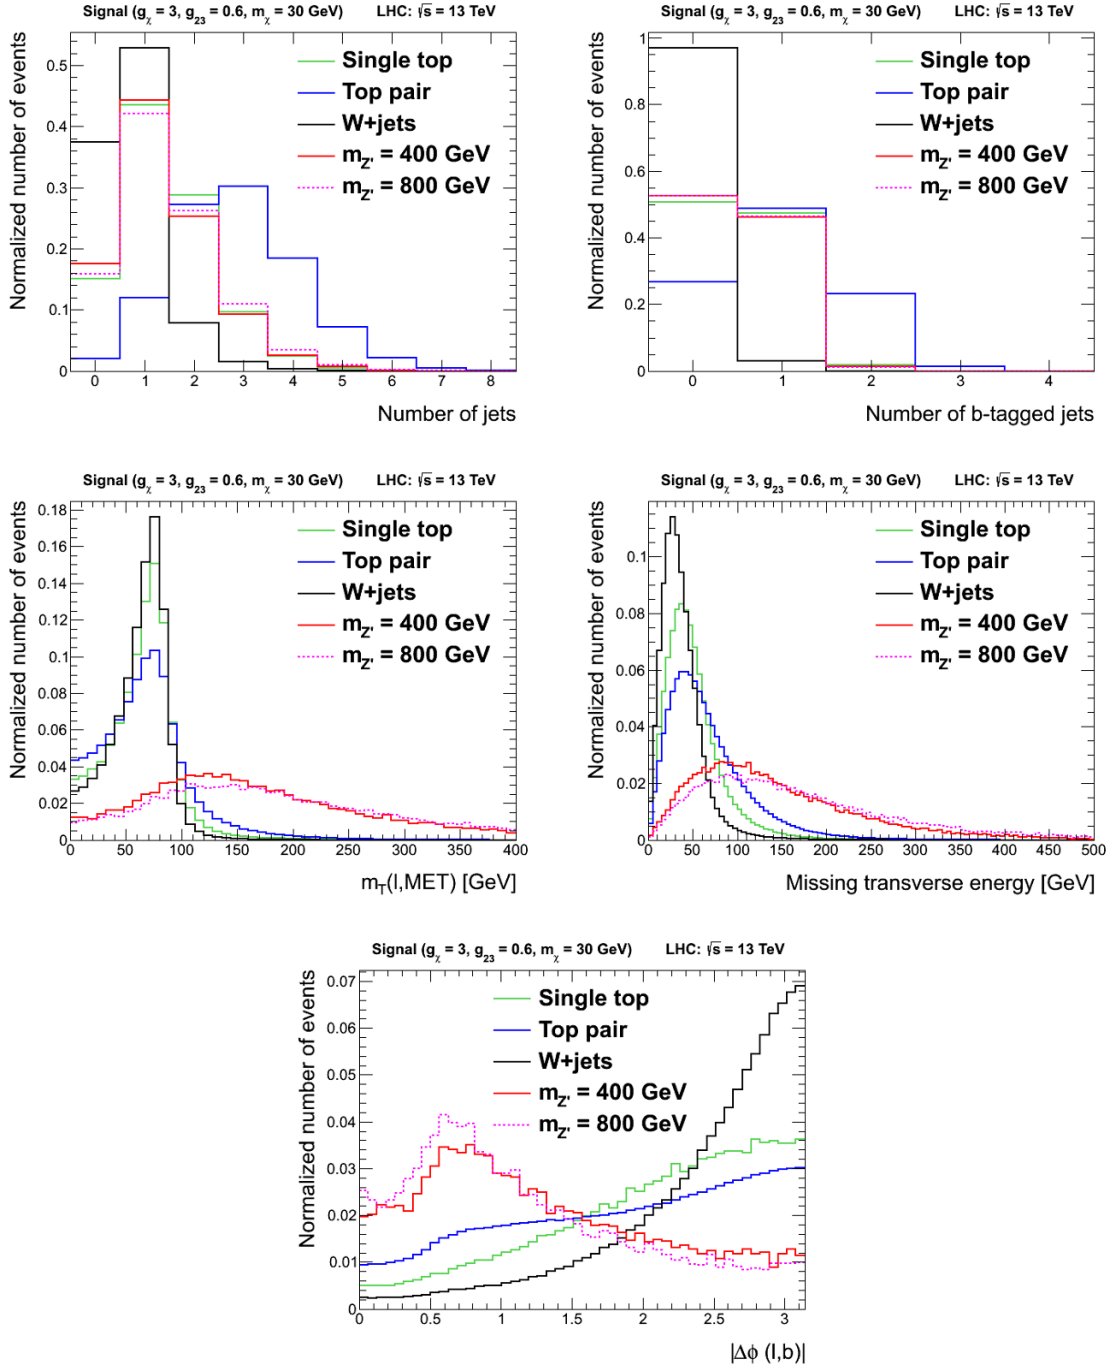 Signal (gχ = 3, g23 = 0.6, mχ = 30 GeV) LHC: √s = 13 TeV
Normalized number of events
0.5
0.4
0.3
0.2
0.1
0
Single top
Top pair
W+jets
mZ' = 400 GeV
mZ' = 800 GeV
0 1 2 3 4 5 6 7 8
Number of jets
Signal (gχ = 3, g23 = 0.6, mχ = 30 GeV) LHC: √s = 13 TeV
Normalized number of events
1
0.8
0.6
0.4
0.2
0
Single top
Top pair
W+jets
mZ' = 400 GeV
mZ' = 800 GeV
0 1 2 3 4
Number of b-tagged jets
Signal (gχ = 3, g23 = 0.6, mχ = 30 GeV) LHC: √s = 13 TeV
Normalized number of events
0.18
0.16
0.14
0.12
0.1
0.08
0.06
0.04
0.02
0
Single top
Top pair
W+jets
mZ' = 400 GeV
mZ' = 800 GeV
0 50 100 150 200 250 300 350 400
mT(l,MET) [GeV]
Signal (gχ = 3, g23 = 0.6, mχ = 30 GeV) LHC: √s = 13 TeV
Normalized number of events
0.1
0.08
0.06
0.04
0.02
0
Single top
Top pair
W+jets
mZ' = 400 GeV
mZ' = 800 GeV
0 50 100 150 200 250 300 350 400 450 500
Missing transverse energy [GeV]
Signal (gχ = 3, g23 = 0.6, mχ = 30 GeV) LHC: √s = 13 TeV
Normalized number of events
0.07
0.06
0.05
0.04
0.03
0.02
0.01
0
Single top
Top pair
W+jets
mZ' = 400 GeV
mZ' = 800 GeV
0 0.5 1 1.5 2 2.5 3
|Δϕ (l,b)|